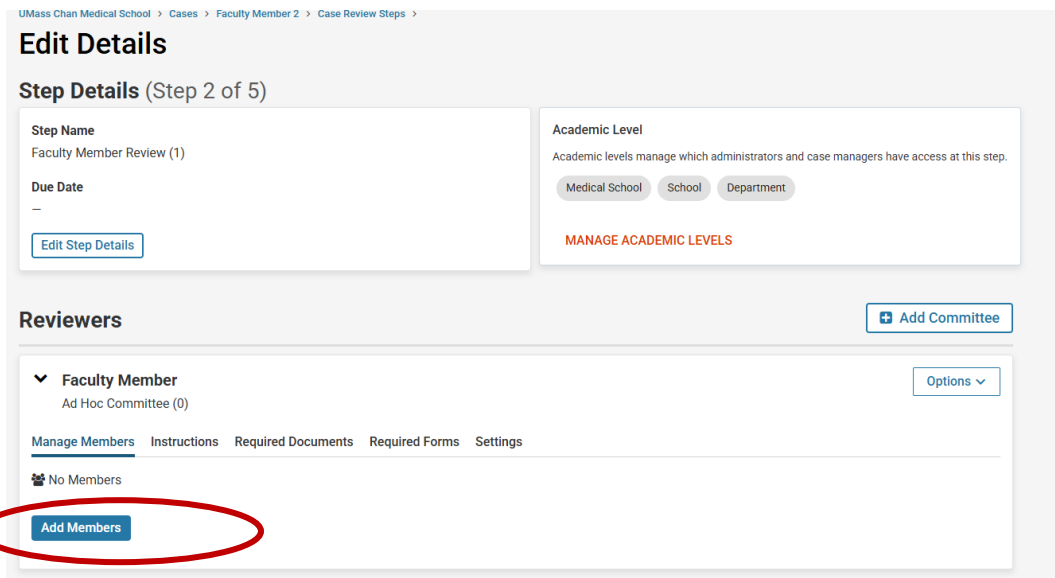 UMass Chan Medical School > Cases > Faculty Member 2 > Case Review Steps >
Edit Details
Step Details (Step 2 of 5)
Step Name
Faculty Member Review (1)
Due Date
–
Edit Step Details
Academic Level
Academic levels manage which administrators and case managers have access at this step.
Medical School School Department
MANAGE ACADEMIC LEVELS
Reviewers
Add Committee
Faculty Member
Options
Ad Hoc Committee (0)
Manage Members Instructions Required Documents Required Forms Settings
No Members
Add Members